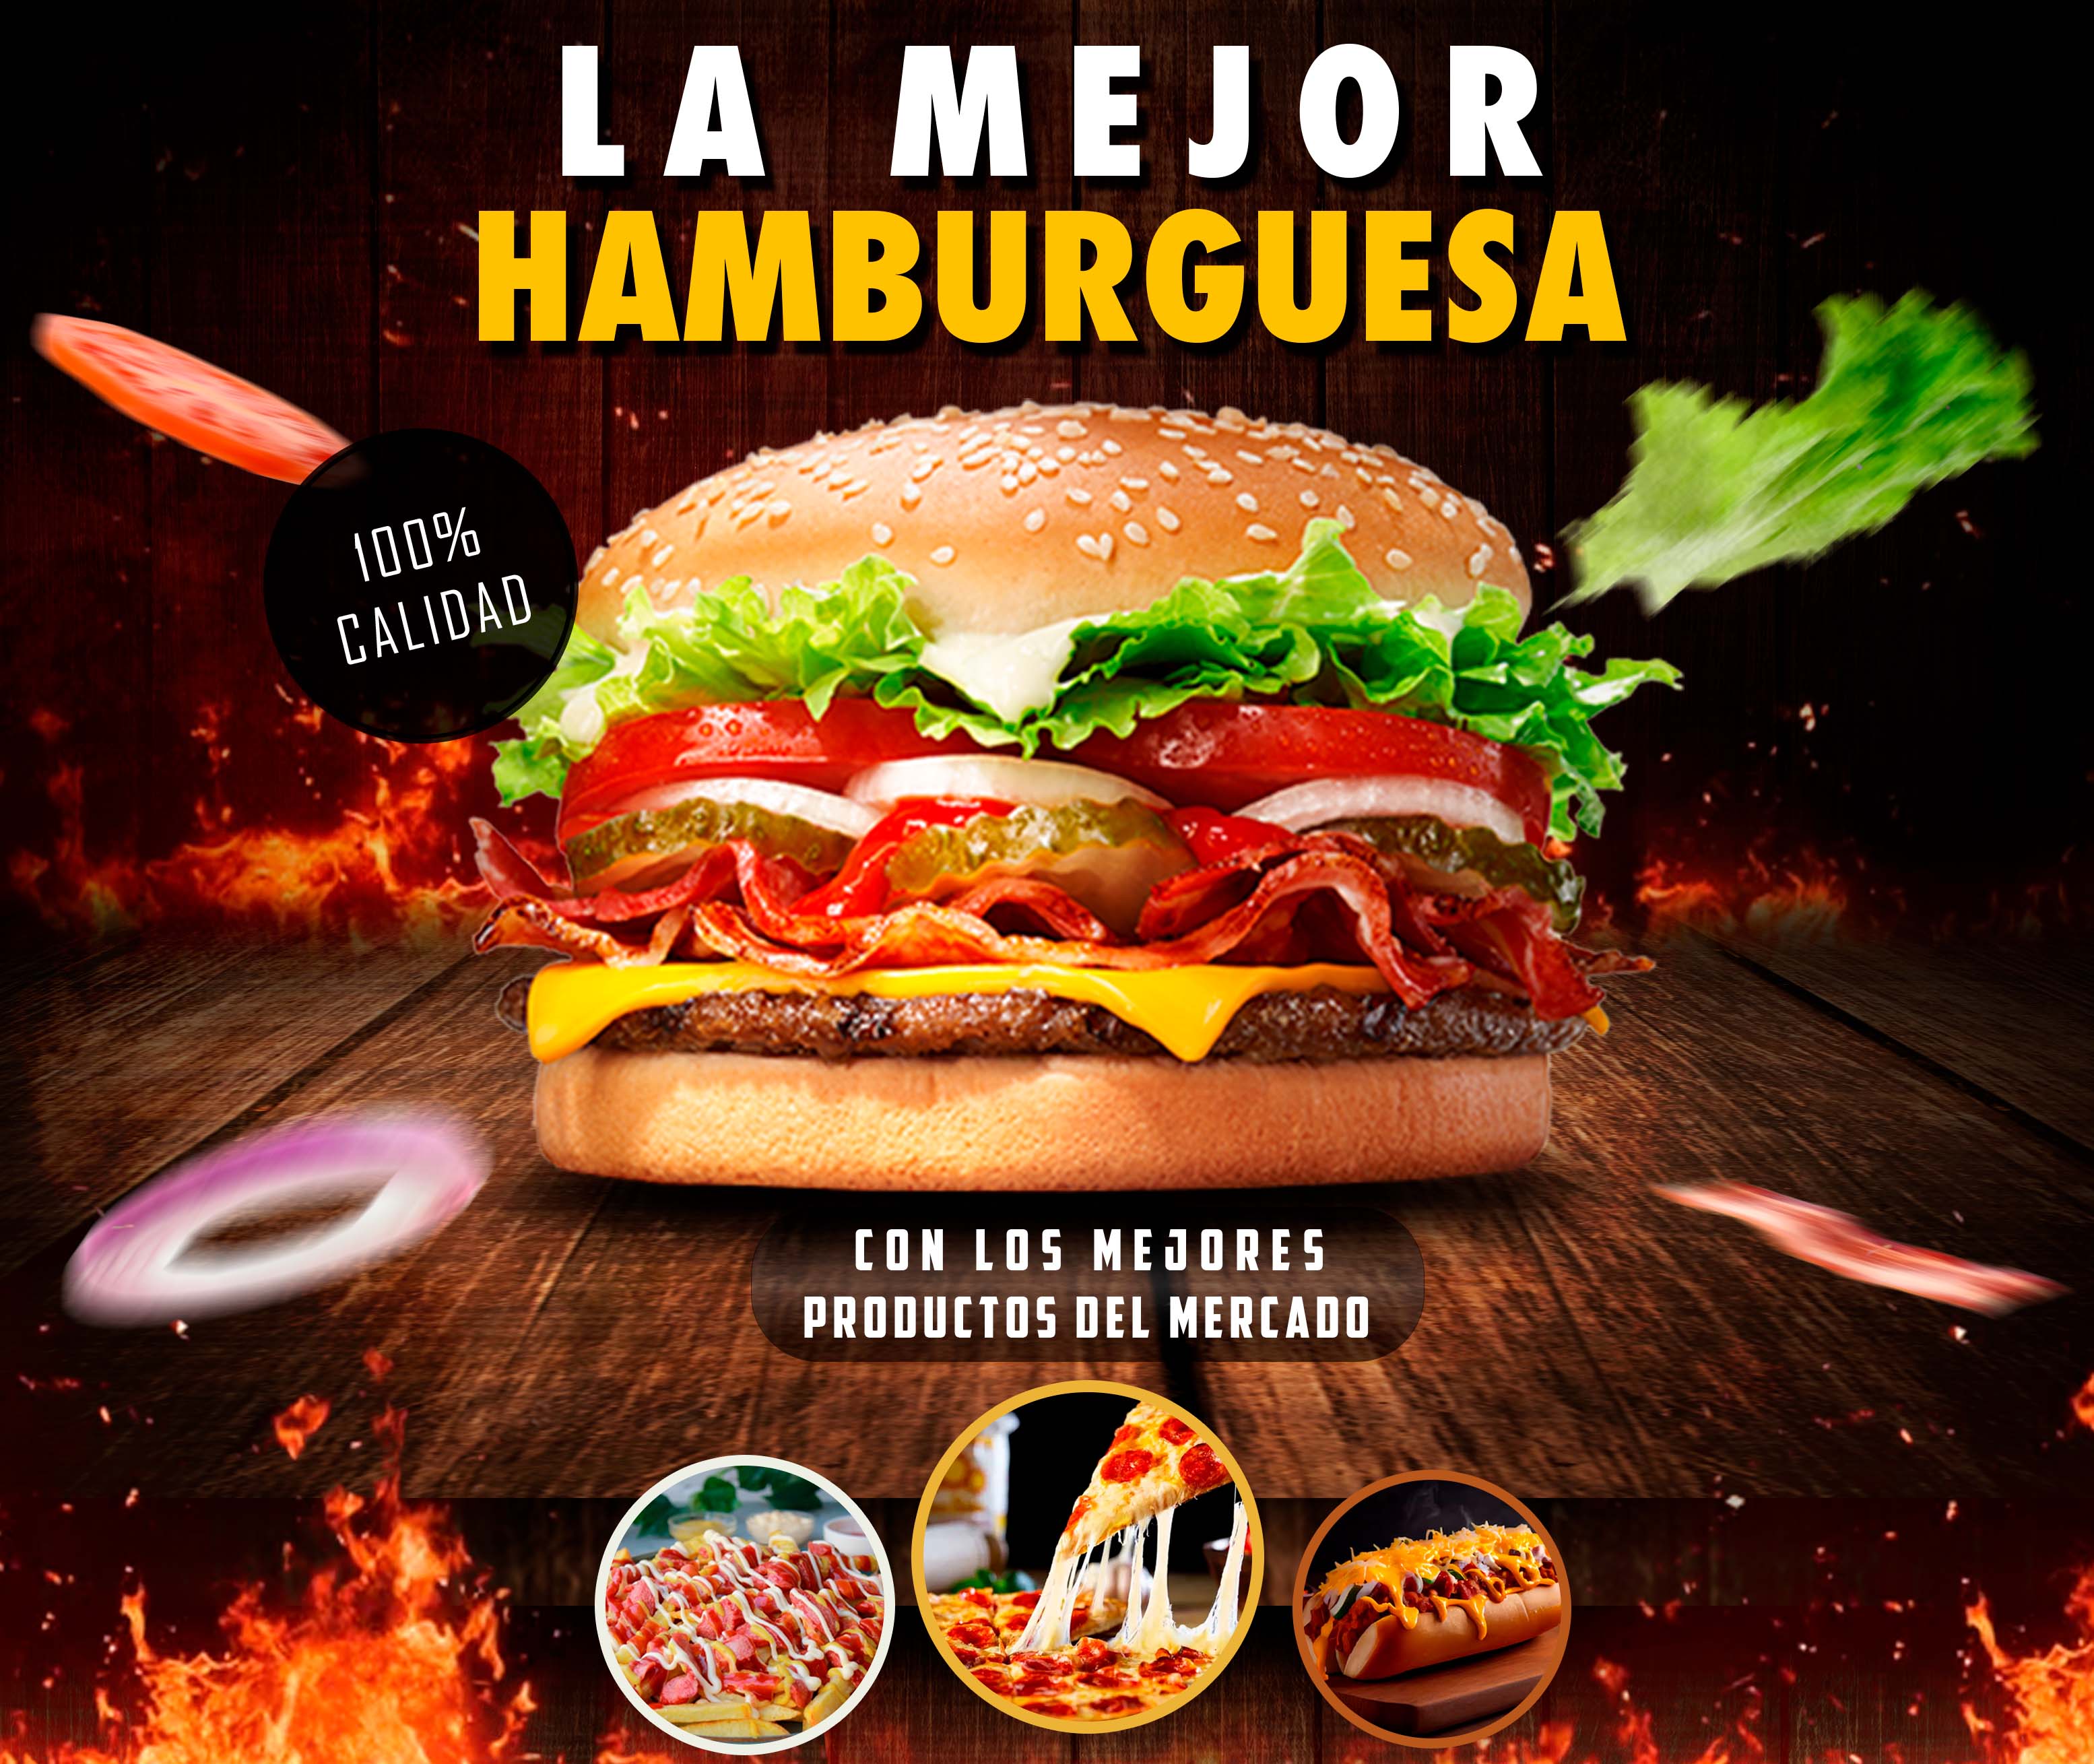 LA MEJOR
HAMBURGUESA
100%
CALIDAD
CON LOS MEJORES
PRODUCTOS DEL MERCADO